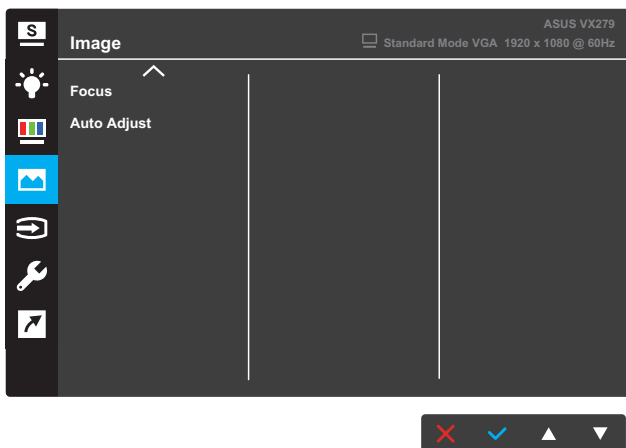 S
ASUS VX279
Image
Standard Mode VGA 1920 x 1080 @ 60Hz
Focus
Auto Adjust